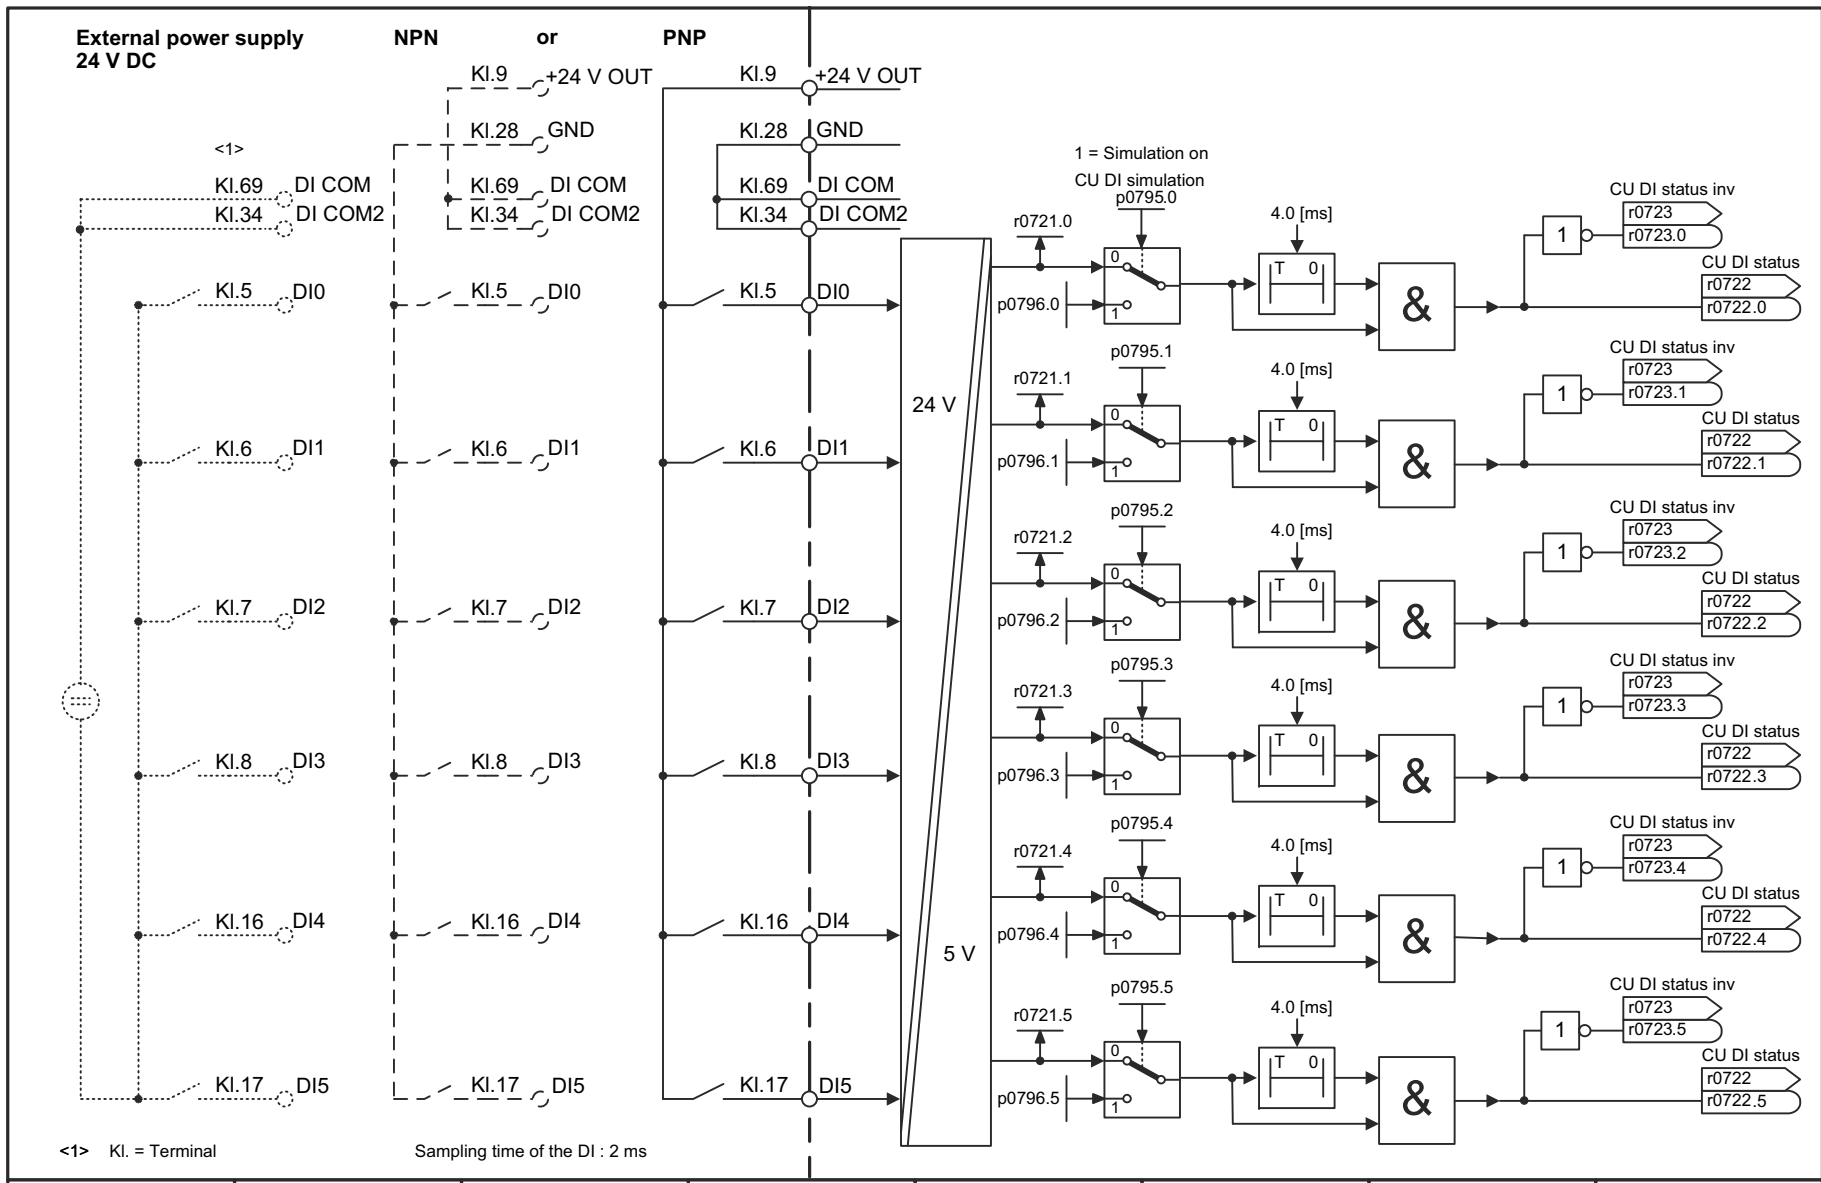 External power supply
24 V DC
NPN or PNP
Kl.9 +24 V OUT
Kl.9 +24 V OUT
Kl.28 GND
Kl.28 GND
<1>
Kl.69 DI COM
Kl.69 DI COM
Kl.69 DI COM
Kl.34 DI COM2
Kl.34 DI COM2
Kl.34 DI COM2
1 = Simulation on
CU DI simulation
p0795.0
r0721.0
4.0 [ms]
CU DI status inv
r0723
r0723.0
1
0
T 0
CU DI status
r0722
r0722.0
Kl.5 DI0
Kl.5 DI0
Kl.5 DI0
p0796.0
1
&
p0795.1
r0721.1
4.0 [ms]
CU DI status inv
r0723
r0723.1
1
24 V
0
T 0
CU DI status
r0722
r0722.1
Kl.6 DI1
Kl.6 DI1
Kl.6 DI1
p0796.1
1
&
p0795.2
r0721.2
4.0 [ms]
CU DI status inv
r0723
r0723.2
1
0
T 0
CU DI status
r0722
r0722.2
Kl.7 DI2
Kl.7 DI2
Kl.7 DI2
p0796.2
1
&
p0795.3
r0721.3
4.0 [ms]
CU DI status inv
r0723
r0723.3
1
0
T 0
CU DI status
r0722
r0722.3
Kl.8 DI3
Kl.8 DI3
Kl.8 DI3
p0796.3
1
&
p0795.4
r0721.4
4.0 [ms]
CU DI status inv
r0723
r0723.4
1
0
T 0
CU DI status
r0722
r0722.4
Kl.16 DI4
Kl.16 DI4
Kl.16 DI4
p0796.4
1
&
5 V
p0795.5
r0721.5
4.0 [ms]
CU DI status inv
r0723
r0723.5
1
0
T 0
CU DI status
r0722
r0722.5
Kl.17 DI5
Kl.17 DI5
Kl.17 DI5
p0796.5
1
&
<1> Kl. = Terminal
Sampling time of the DI : 2 ms